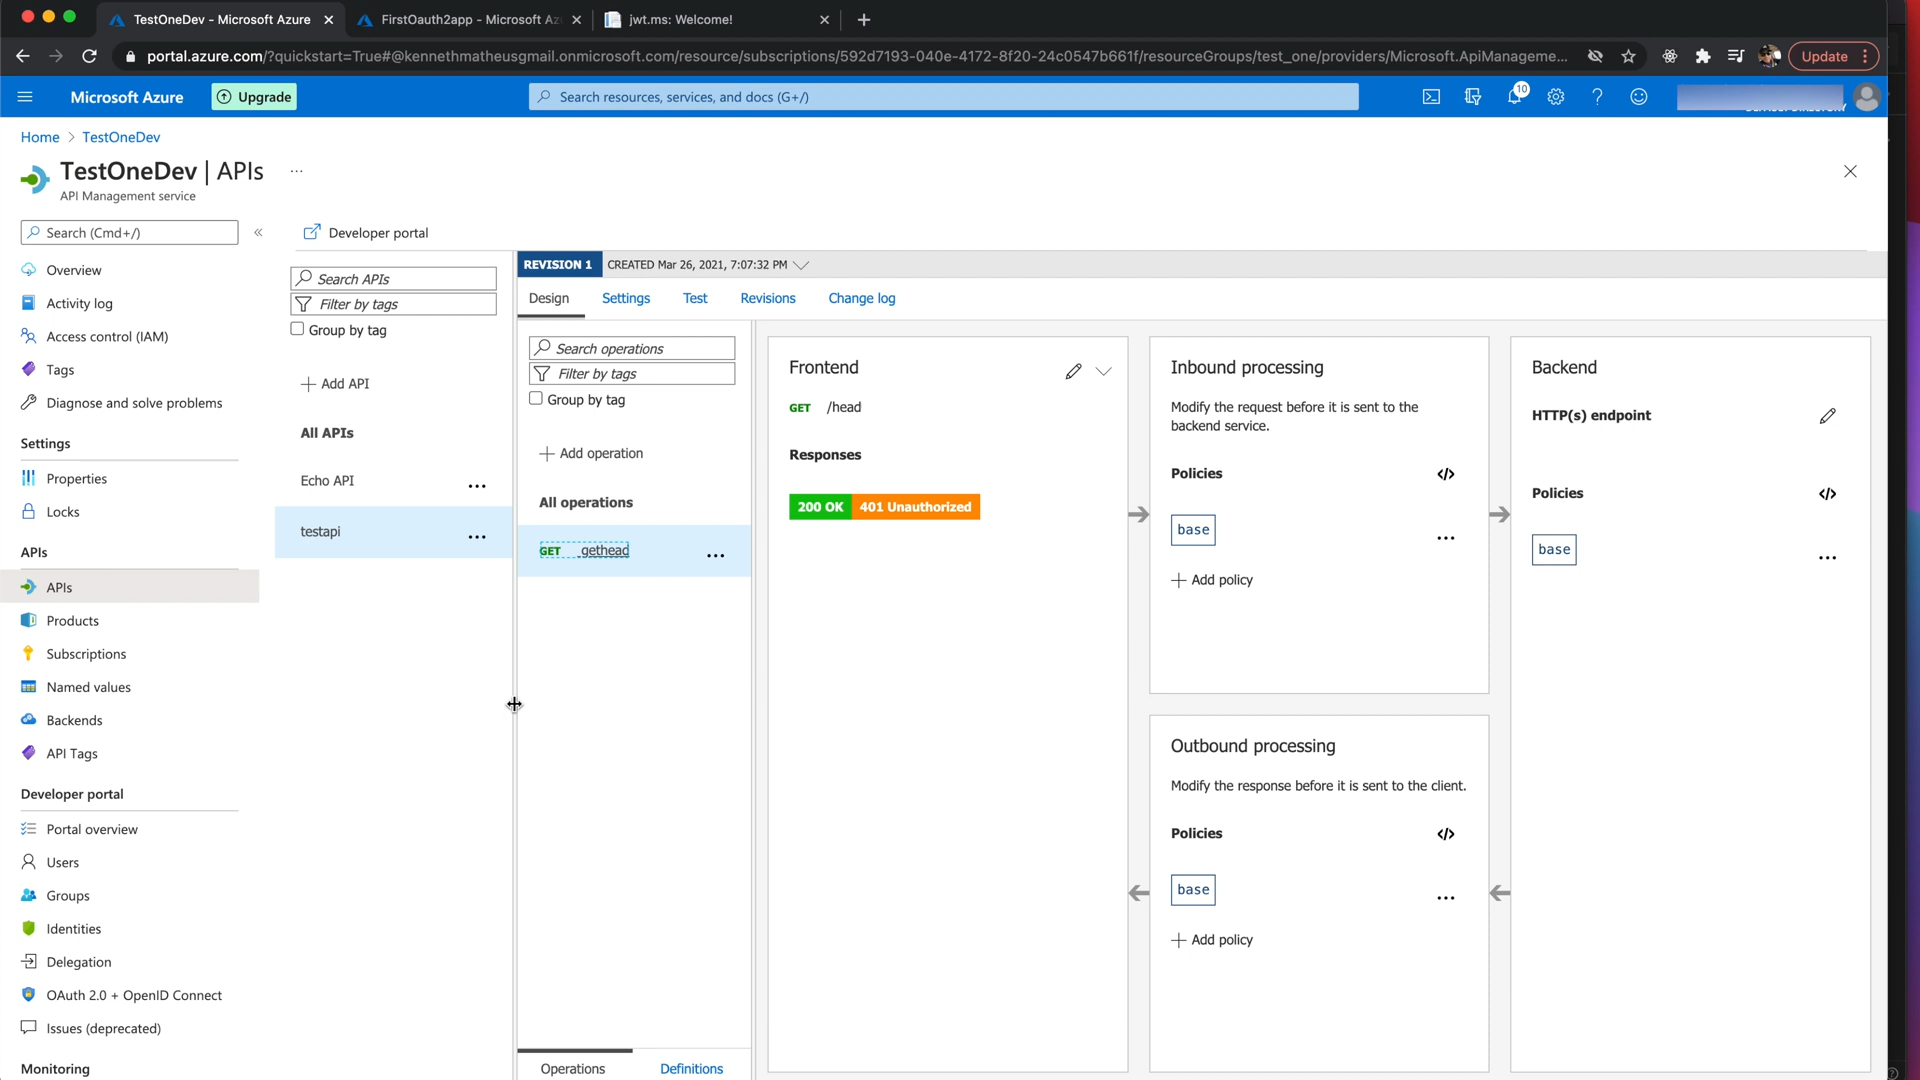 TestOneDev - Microsoft Azure
FirstOauth2app - Microsoft Az
jwt.ms: Welcome!
portal.azure.com/?quickstart=True#@kennethmatheusgmail.onmicrosoft.com/resource/subscriptions/592d7193-040e-4172-8f20-24c0547b661f/resourceGroups/test_one/providers/Microsoft.ApiManageme...
Update
Microsoft Azure
Upgrade
Search resources, services, and docs (G+/)
10
Home > TestOneDev
TestOneDev | APIs
...
API Management service
Search (Cmd+/)
«
Developer portal
Overview
Activity log
Access control (IAM)
Tags
Diagnose and solve problems
Settings
Properties
Locks
APIs
APIs
Products
Subscriptions
Named values
Backends
API Tags
Developer portal
Portal overview
Users
Groups
Identities
Delegation
OAuth 2.0 + OpenID Connect
Issues (deprecated)
Monitoring
Search APIs
Filter by tags
Group by tag
+ Add API
All APIs
Echo API
...
testapi
...
REVISION 1
CREATED Mar 26, 2021, 7:07:32 PM
Design
Settings
Test
Revisions
Change log
Search operations
Filter by tags
Group by tag
+ Add operation
All operations
GET _gethead
...
Operations
Definitions
Frontend
GET /head
Responses
200 OK
401 Unauthorized
Inbound processing
Modify the request before it is sent to the
backend service.
Policies
</>
base
...
+ Add policy
Outbound processing
Modify the response before it is sent to the client.
Policies
</>
base
...
+ Add policy
Backend
HTTP(s) endpoint
Policies
</>
base
...